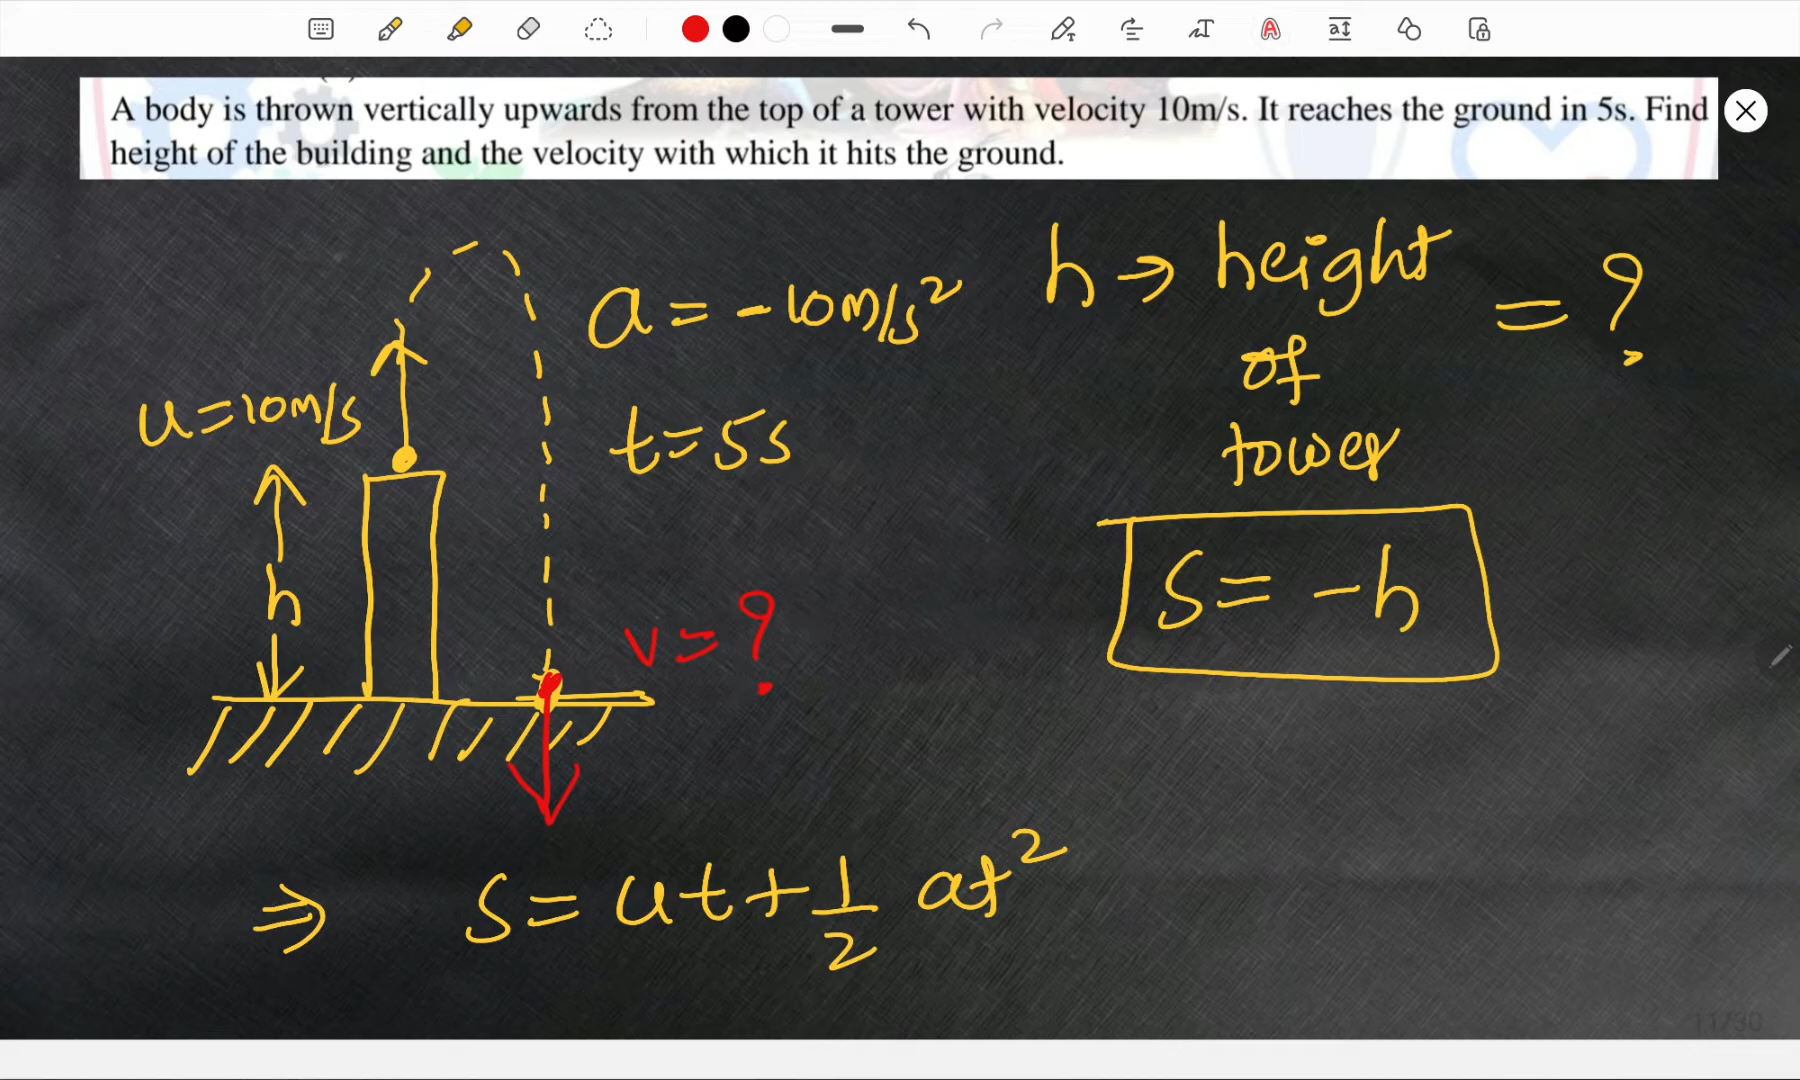 A body is thrown vertically upwards from the top of a tower with velocity 10m/s. It reaches the ground in 5s. Find
height of the building and the velocity with which it hits the ground.
a = -10m/s²
h → height of tower = ?
u = 10m/s
t = 5s
h
v = ?
S = -h
⇒ S = ut + 1/2 at²
11/30